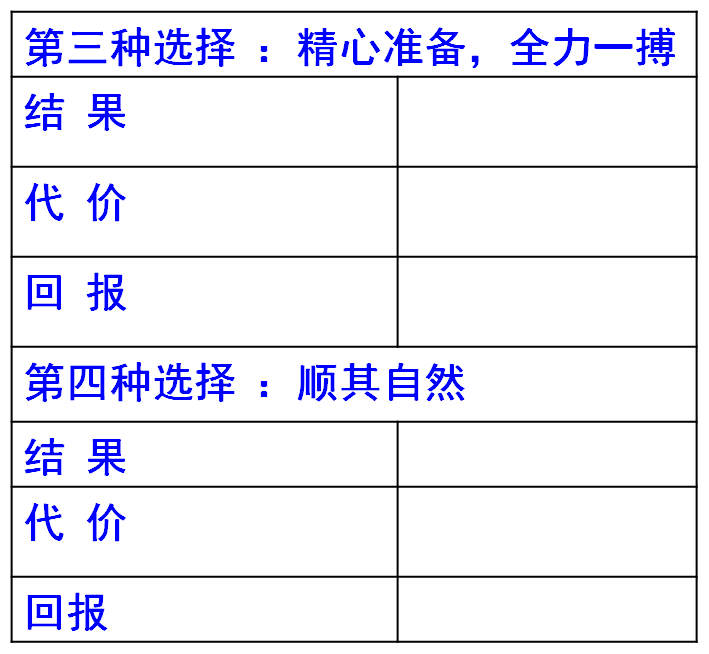 第三种选择 ：精心准备，全力一搏
结 果
代 价
回 报
第四种选择 ：顺其自然
结 果
代 价
回报